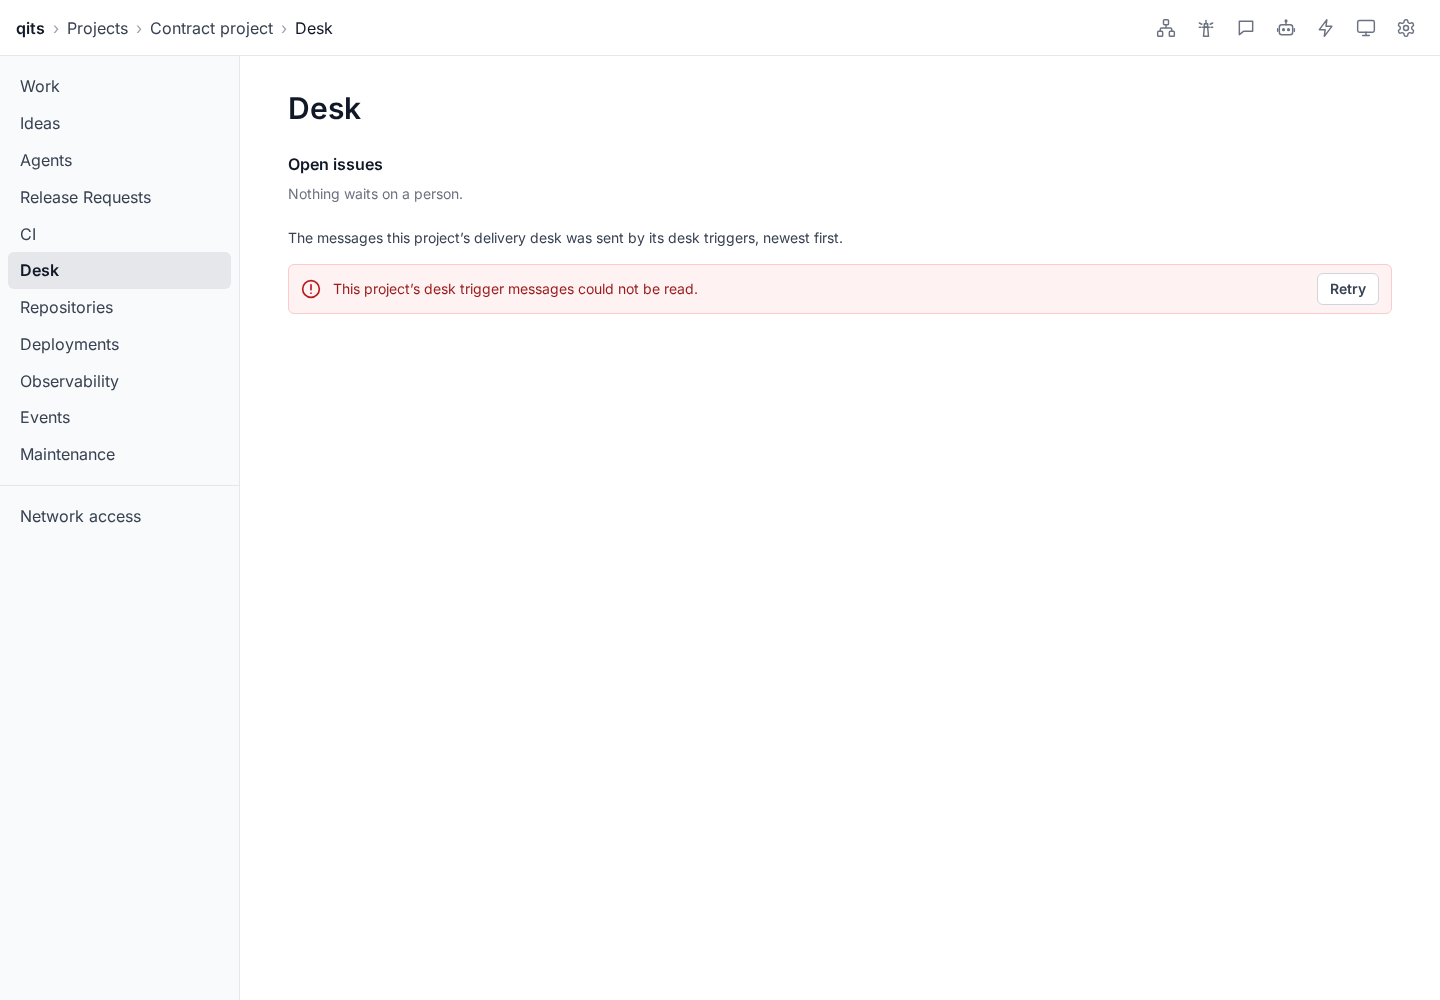 qits › Projects › Contract project › Desk
Work
Ideas
Agents
Release Requests
CI
Desk
Repositories
Deployments
Observability
Events
Maintenance
Network access
Desk
Open issues
Nothing waits on a person.
The messages this project’s delivery desk was sent by its desk triggers, newest first.
This project’s desk trigger messages could not be read.
Retry